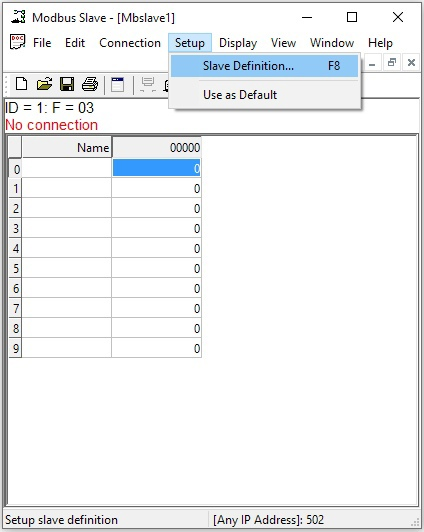 Modbus Slave - [Mbslave1]
File Edit Connection Setup Display View Window Help
Slave Definition... F8
Use as Default
ID = 1: F = 03
No connection
Name 00000
0 0
1 0
2 0
3 0
4 0
5 0
6 0
7 0
8 0
9 0
Setup slave definition [Any IP Address]: 502